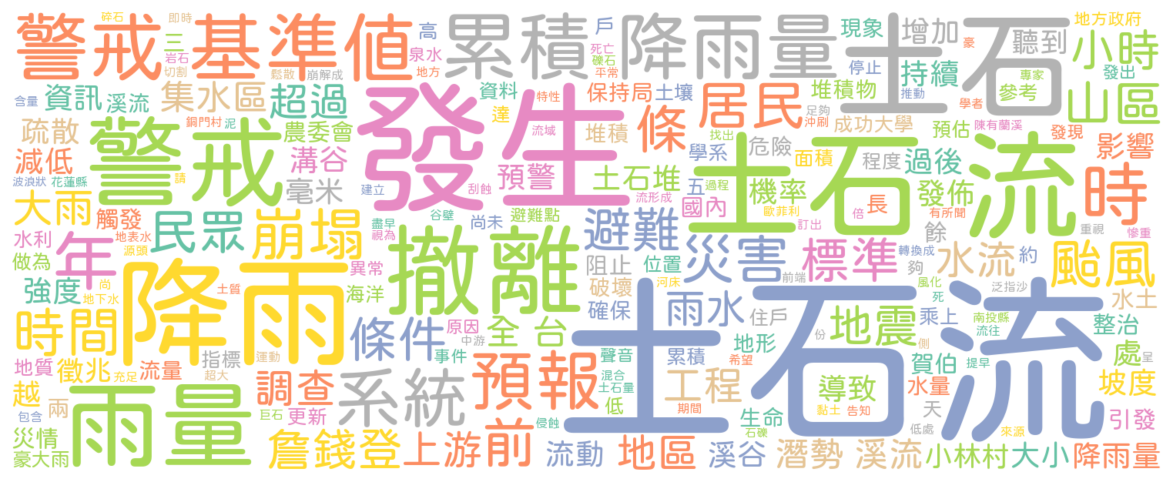 警戒 基準值 累積 降雨量 土石 小時
碎石 即時 三 岩石 切割 高 泉水 地方 戶 死亡 礫石 平常 現象 停止 推動 增加 豪 聽到 持續 專家 參考 地方政府 發出
含量 資訊 溪流 集水區 鬆散 崩解成 超過 資料 特性 保持局 土壤 居民 堆積物 足夠 沖刷 成功大學 學者 山區
疏散 警戒 銅門村 泥 農委會 發生 達 流域 堆積 條 找出 土石流 預估 陳有蘭溪 發現 影響
減低 溝谷 預警 土石堆 學系 危險 面積 程度 過後
波浪狀 花蓮縣 請 毫米 建立 刮蝕 流形成 五 過程 機率 歐菲利 長 發佈 有所聞 時
大雨 觸發 民眾 崩塌 撤離 盡早 視為 谷壁 避難點 尚未 避難 國內 倍 訂出 餘 重視 慘重
水利 地表水 年 源頭 降雨 異常 阻止 位置 災害 標準 轉換成 水流 約 颱風
做為 尚 地下水 土質 海洋 破壞 河床 前端 夠 風化 泛指沙 水土
強度 時間 條件 原因 中游 全 台 確保 雨水 住戶 土石流 地震 死 乘上 南投縣 流往 整治
地質 徵兆 流量 指標 運動 事件 聲音 累積 地形 份 賀伯 側 提早 處 呈
越 充足 超大 雨量 調查 系統 預報 混合 土石量 希望 工程 導致 水量 坡度
包含 兩 巨石 更新 低 期間 黏土 告知 天 引發
災情 豪大雨 詹錢登 上游 前 侵蝕 流動 地區 生命 石礫 溪谷 潛勢 溪流 低處 小林村 來源 大小 降雨量